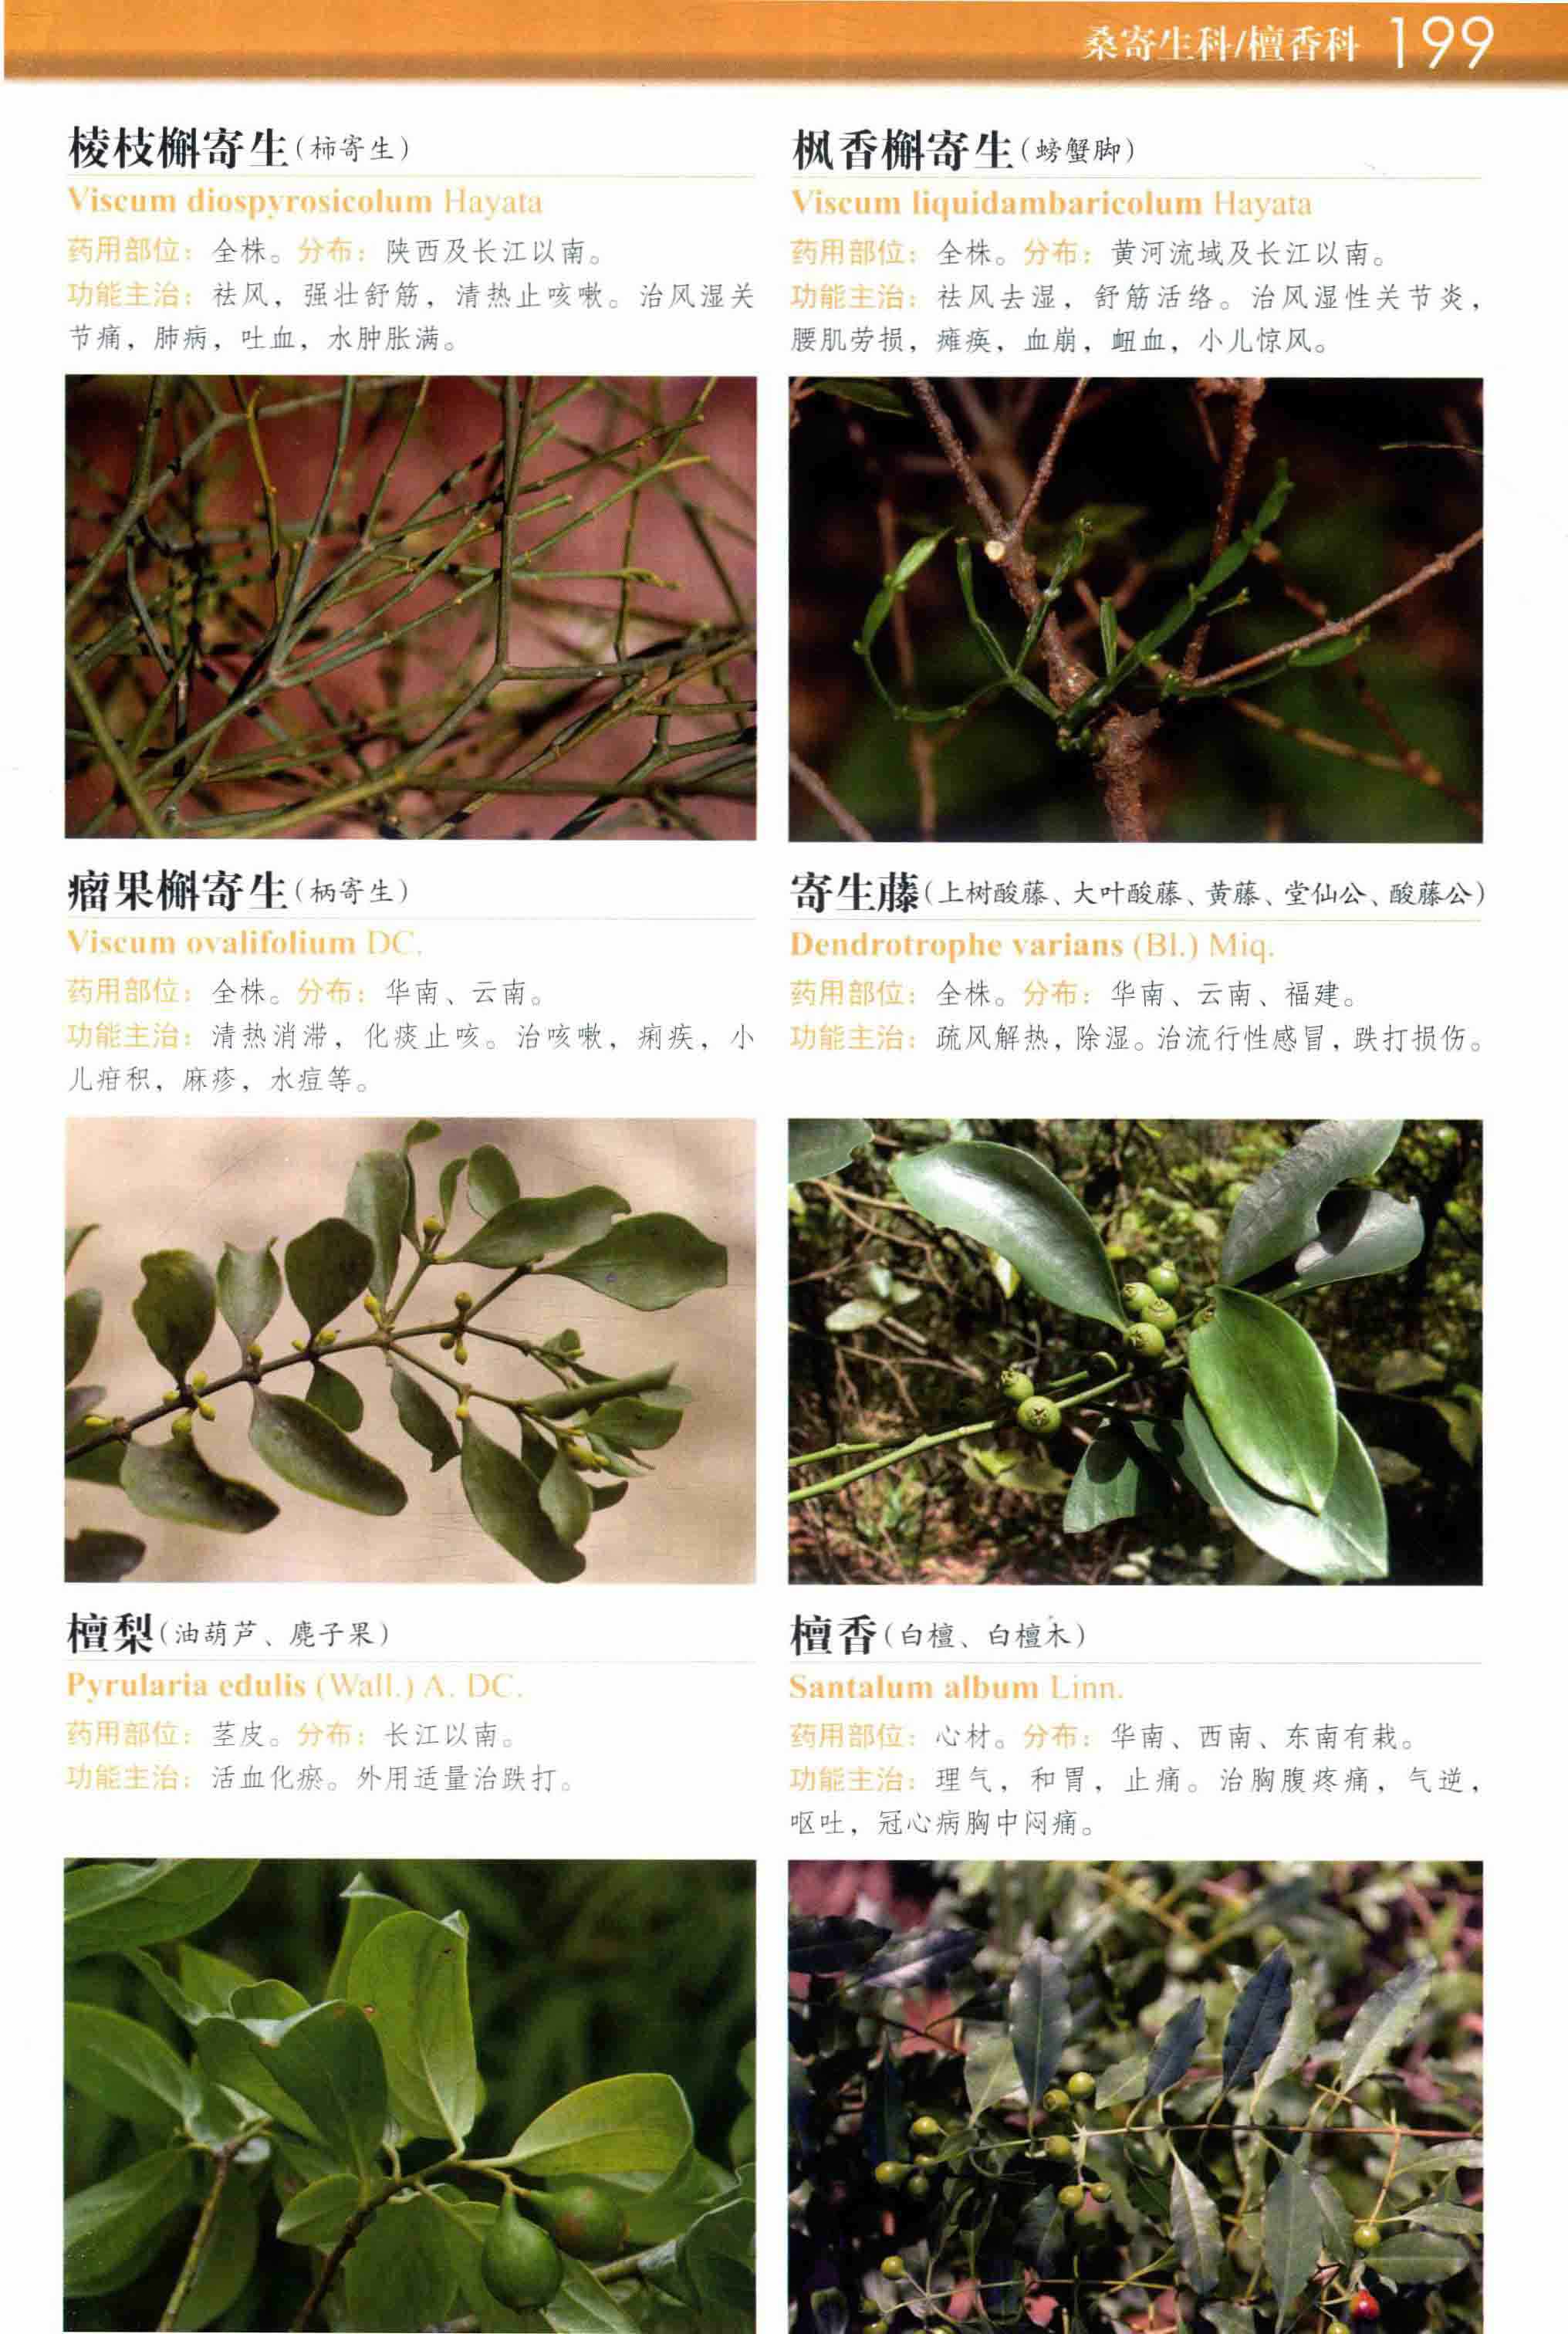 桑寄生科/檀香科 199
棱枝槲寄生(柿寄生)
Viscum diospyrosicolum Hayata
药用部位：全株。分布：陕西及长江以南。
功能主治：祛风，强壮舒筋，清热止咳嗽。治风湿关
节痛，肺病，吐血，水肿胀满。
枫香槲寄生(螃蟹脚)
Viscum liquidambaricolum Hayata
药用部位：全株。分布：黄河流域及长江以南。
功能主治：祛风去湿，舒筋活络。治风湿性关节炎，
腰肌劳损，瘫痪，血崩，衄血，小儿惊风。
瘤果槲寄生(柄寄生)
Viscum ovalifolium DC.
药用部位：全株。分布：华南、云南。
功能主治：清热消滞，化痰止咳。治咳嗽，痢疾，小
儿疳积，麻疹，水痘等。
寄生藤(上树酸藤、大叶酸藤、黄藤、堂仙公、酸藤公)
Dendrotrophe varians (Bl.) Miq.
药用部位：全株。分布：华南、云南、福建。
功能主治：疏风解热，除湿。治流行性感冒，跌打损伤。
檀梨(油葫芦、麂子果)
Pyrularia edulis (Wall.) A. DC.
药用部位：茎皮。分布：长江以南。
功能主治：活血化瘀。外用适量治跌打。
檀香(白檀、白檀木)
Santalum album Linn.
药用部位：心材。分布：华南、西南、东南有栽。
功能主治：理气，和胃，止痛。治胸腹疼痛，气逆，
呕吐，冠心病胸中闷痛。